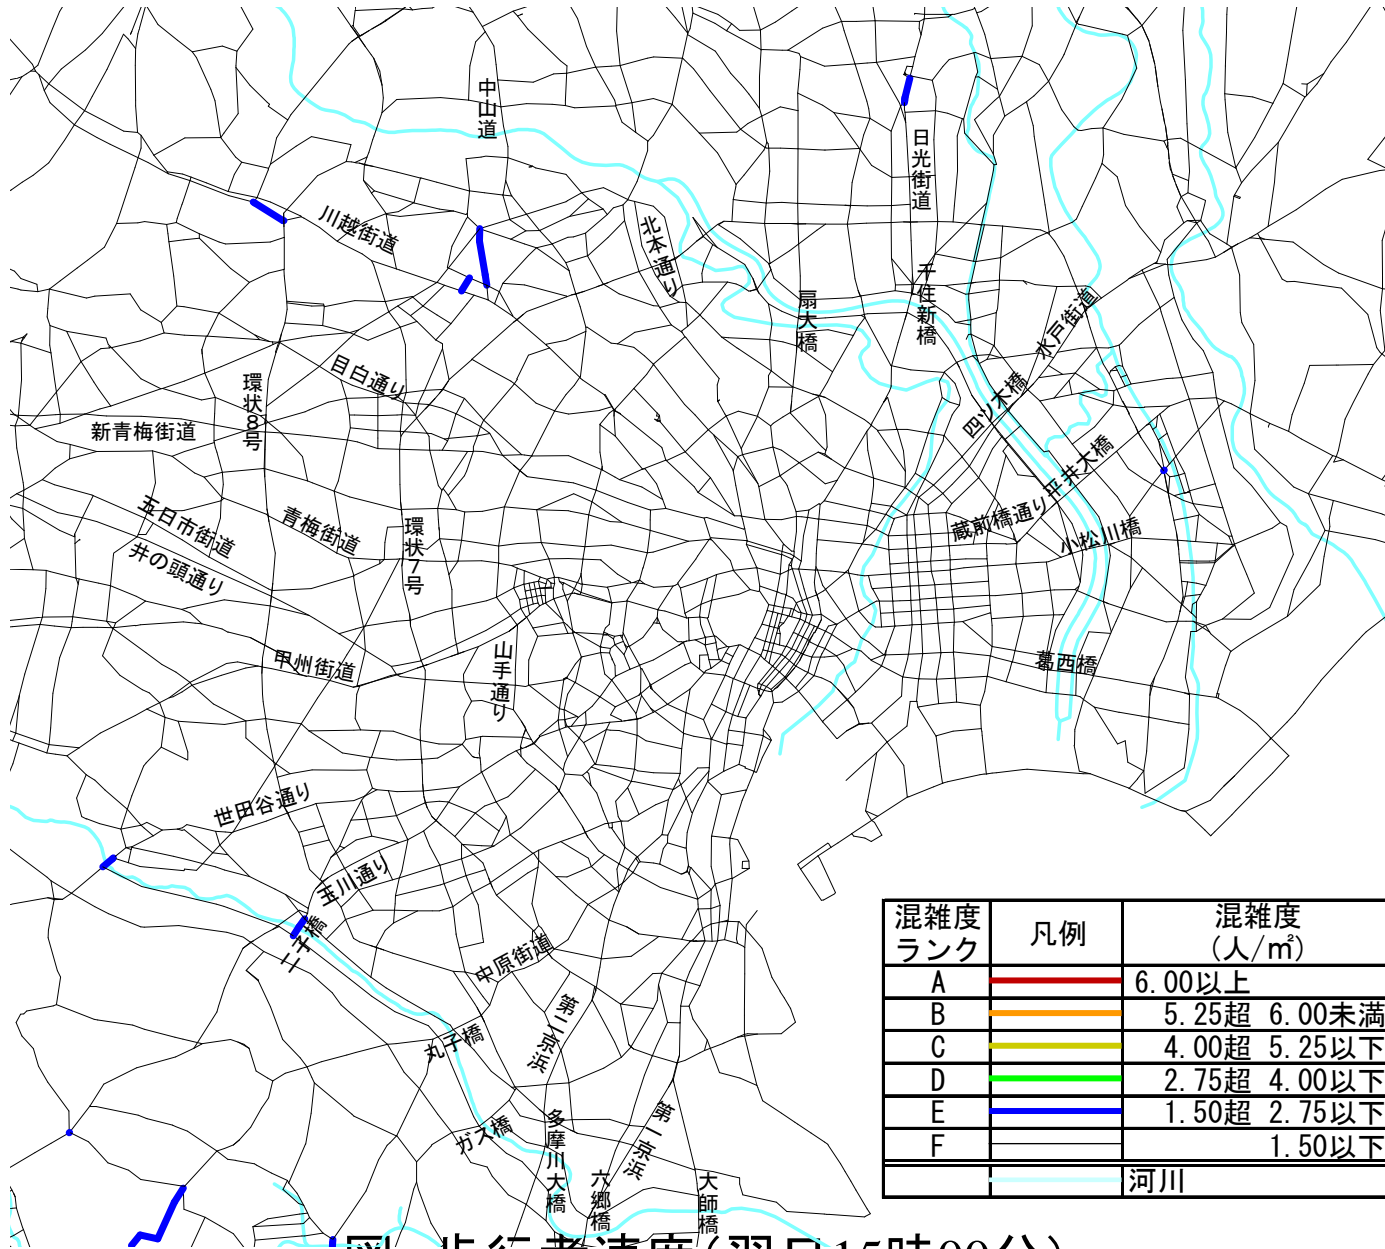 中山道
日光街道
川越街道
北本通り
千住新橋
扇大橋
水戸街道
目白通り
環状8号
四ツ木橋
新青梅街道
平井大橋
五日市街道
青梅街道
環状7号
蔵前橋通り
小松川橋
井の頭通り
甲州街道
山手通り
葛西橋
世田谷通り
玉川通り
二子橋
中原街道
第二京浜
丸子橋
ガス橋
多摩川大橋
第一京浜
六郷橋
大師橋
混雑度ランク 凡例 混雑度(人/㎡)
A 6.00以上
B 5.25超 6.00未満
C 4.00超 5.25以下
D 2.75超 4.00以下
E 1.50超 2.75以下
F 1.50以下
河川